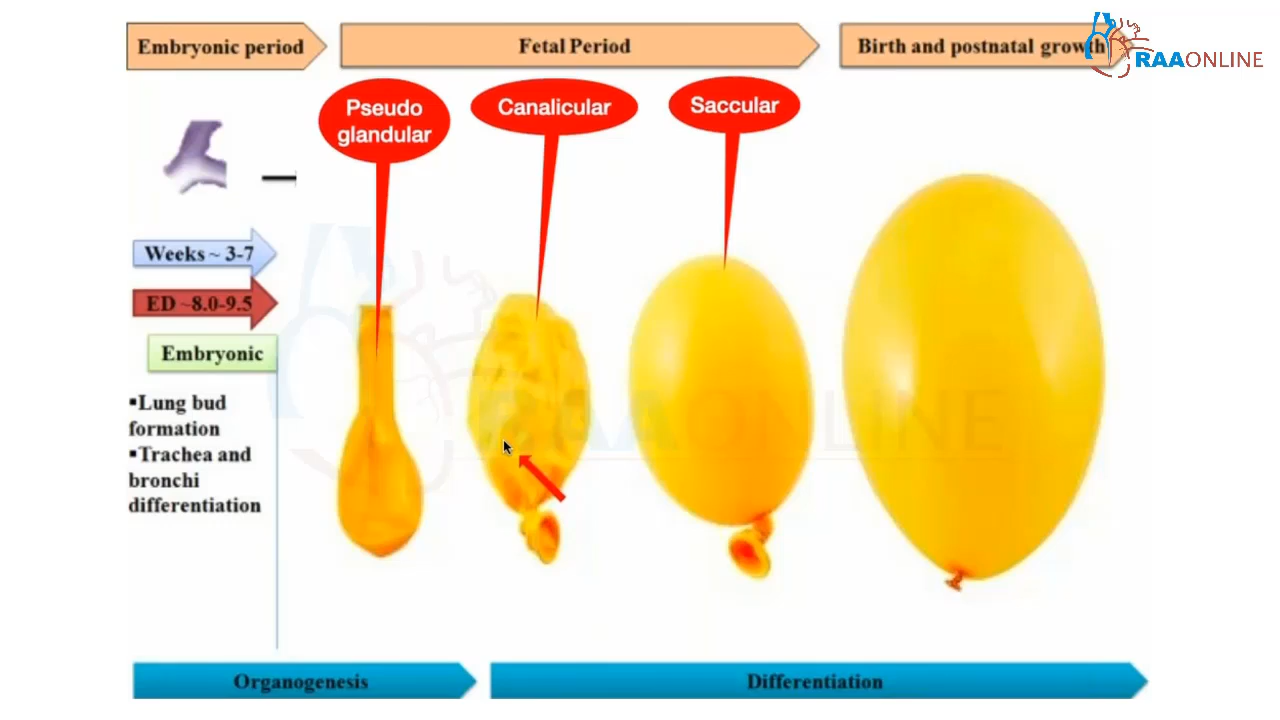 Embryonic period
Fetal Period
Birth and postnatal growth
RAAONLINE
Pseudo
glandular
Canalicular
Saccular
Weeks ~ 3-7
ED ~8.0-9.5
Embryonic
▪Lung bud
formation
▪Trachea and
bronchi
differentiation
RAAONLINE
Organogenesis
Differentiation